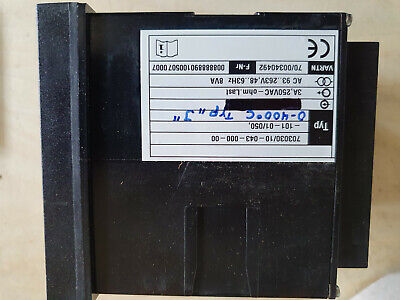 Typ 703030/10-043-000-00
-101-01/050,
0-400°C TYP "J"
3A,250VAC -ohm.Last
AC 93..263V,48..63Hz 8VA
F-Nr 0088888901005070007
VARTN 70/00340492
CE
i